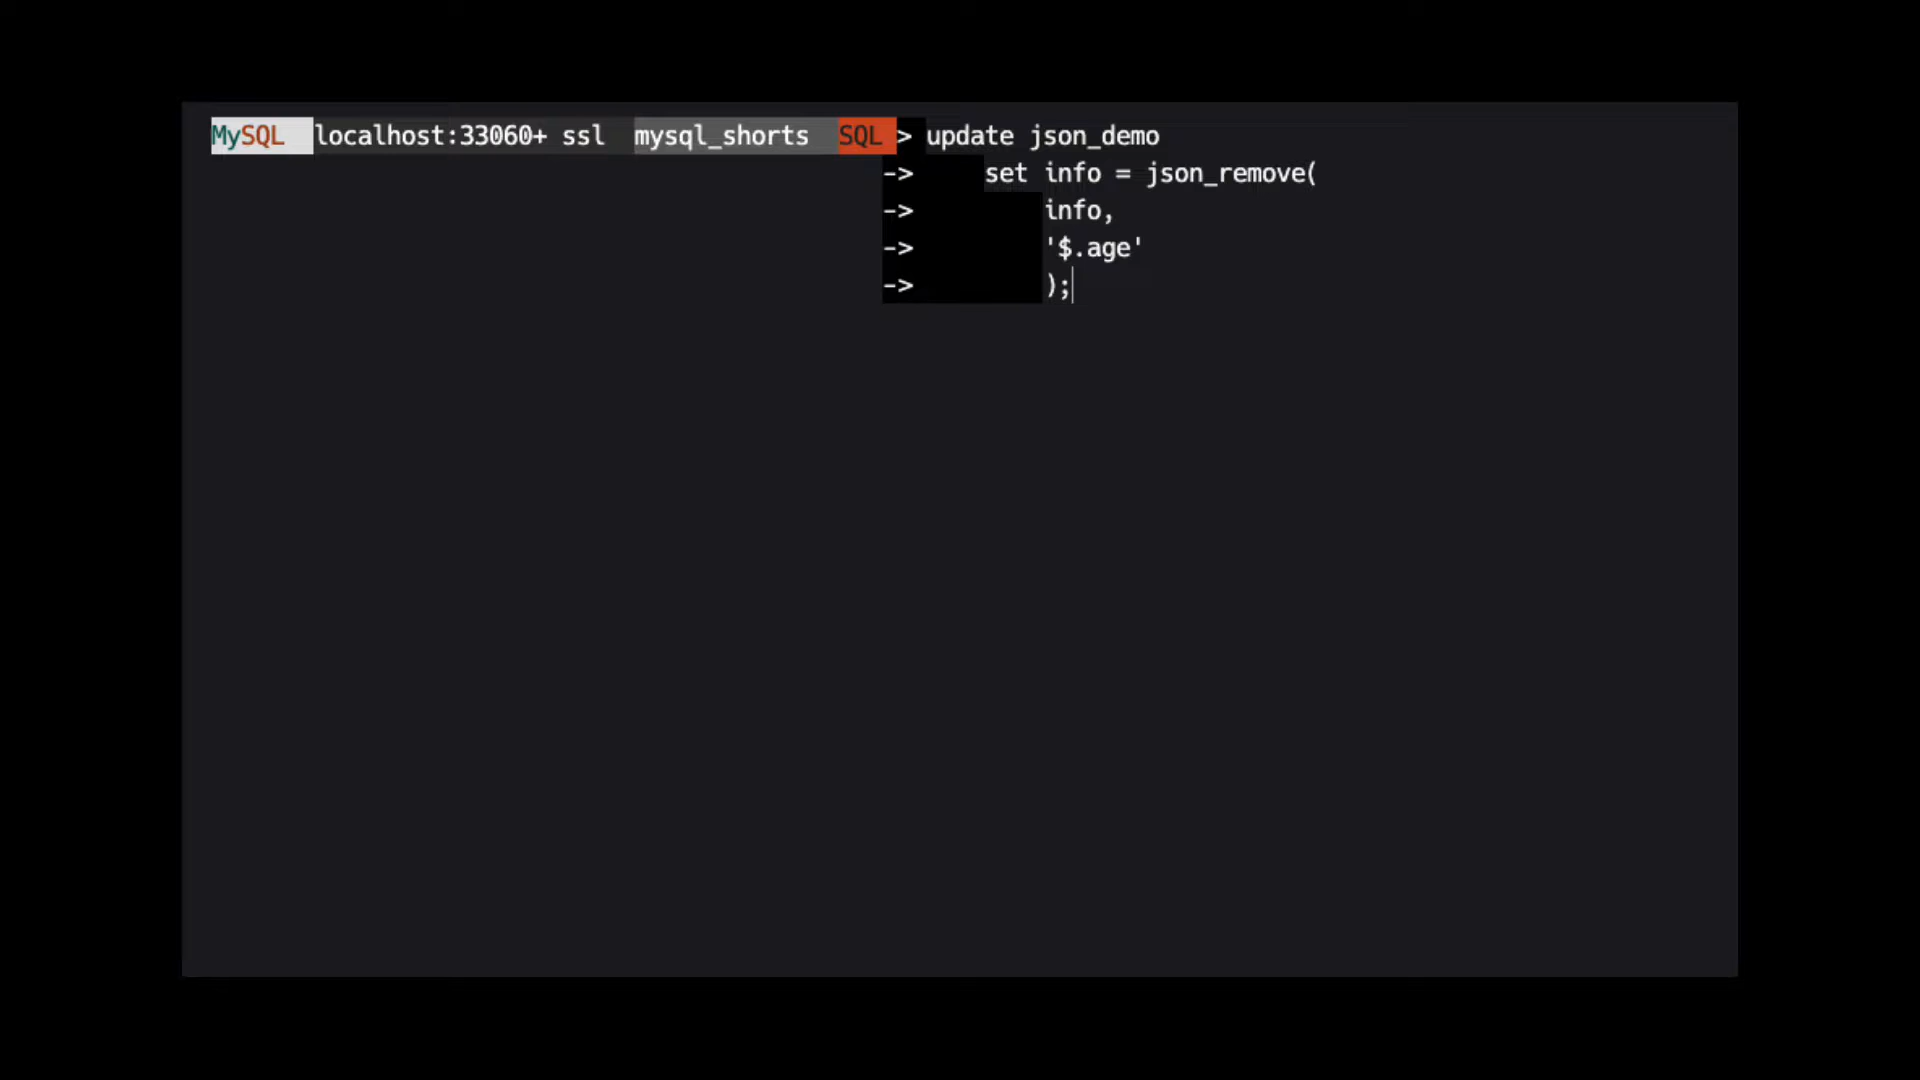 MySQL localhost:33060+ ssl mysql_shorts SQL > update json_demo
-> set info = json_remove(
-> info,
-> '$.age'
-> );